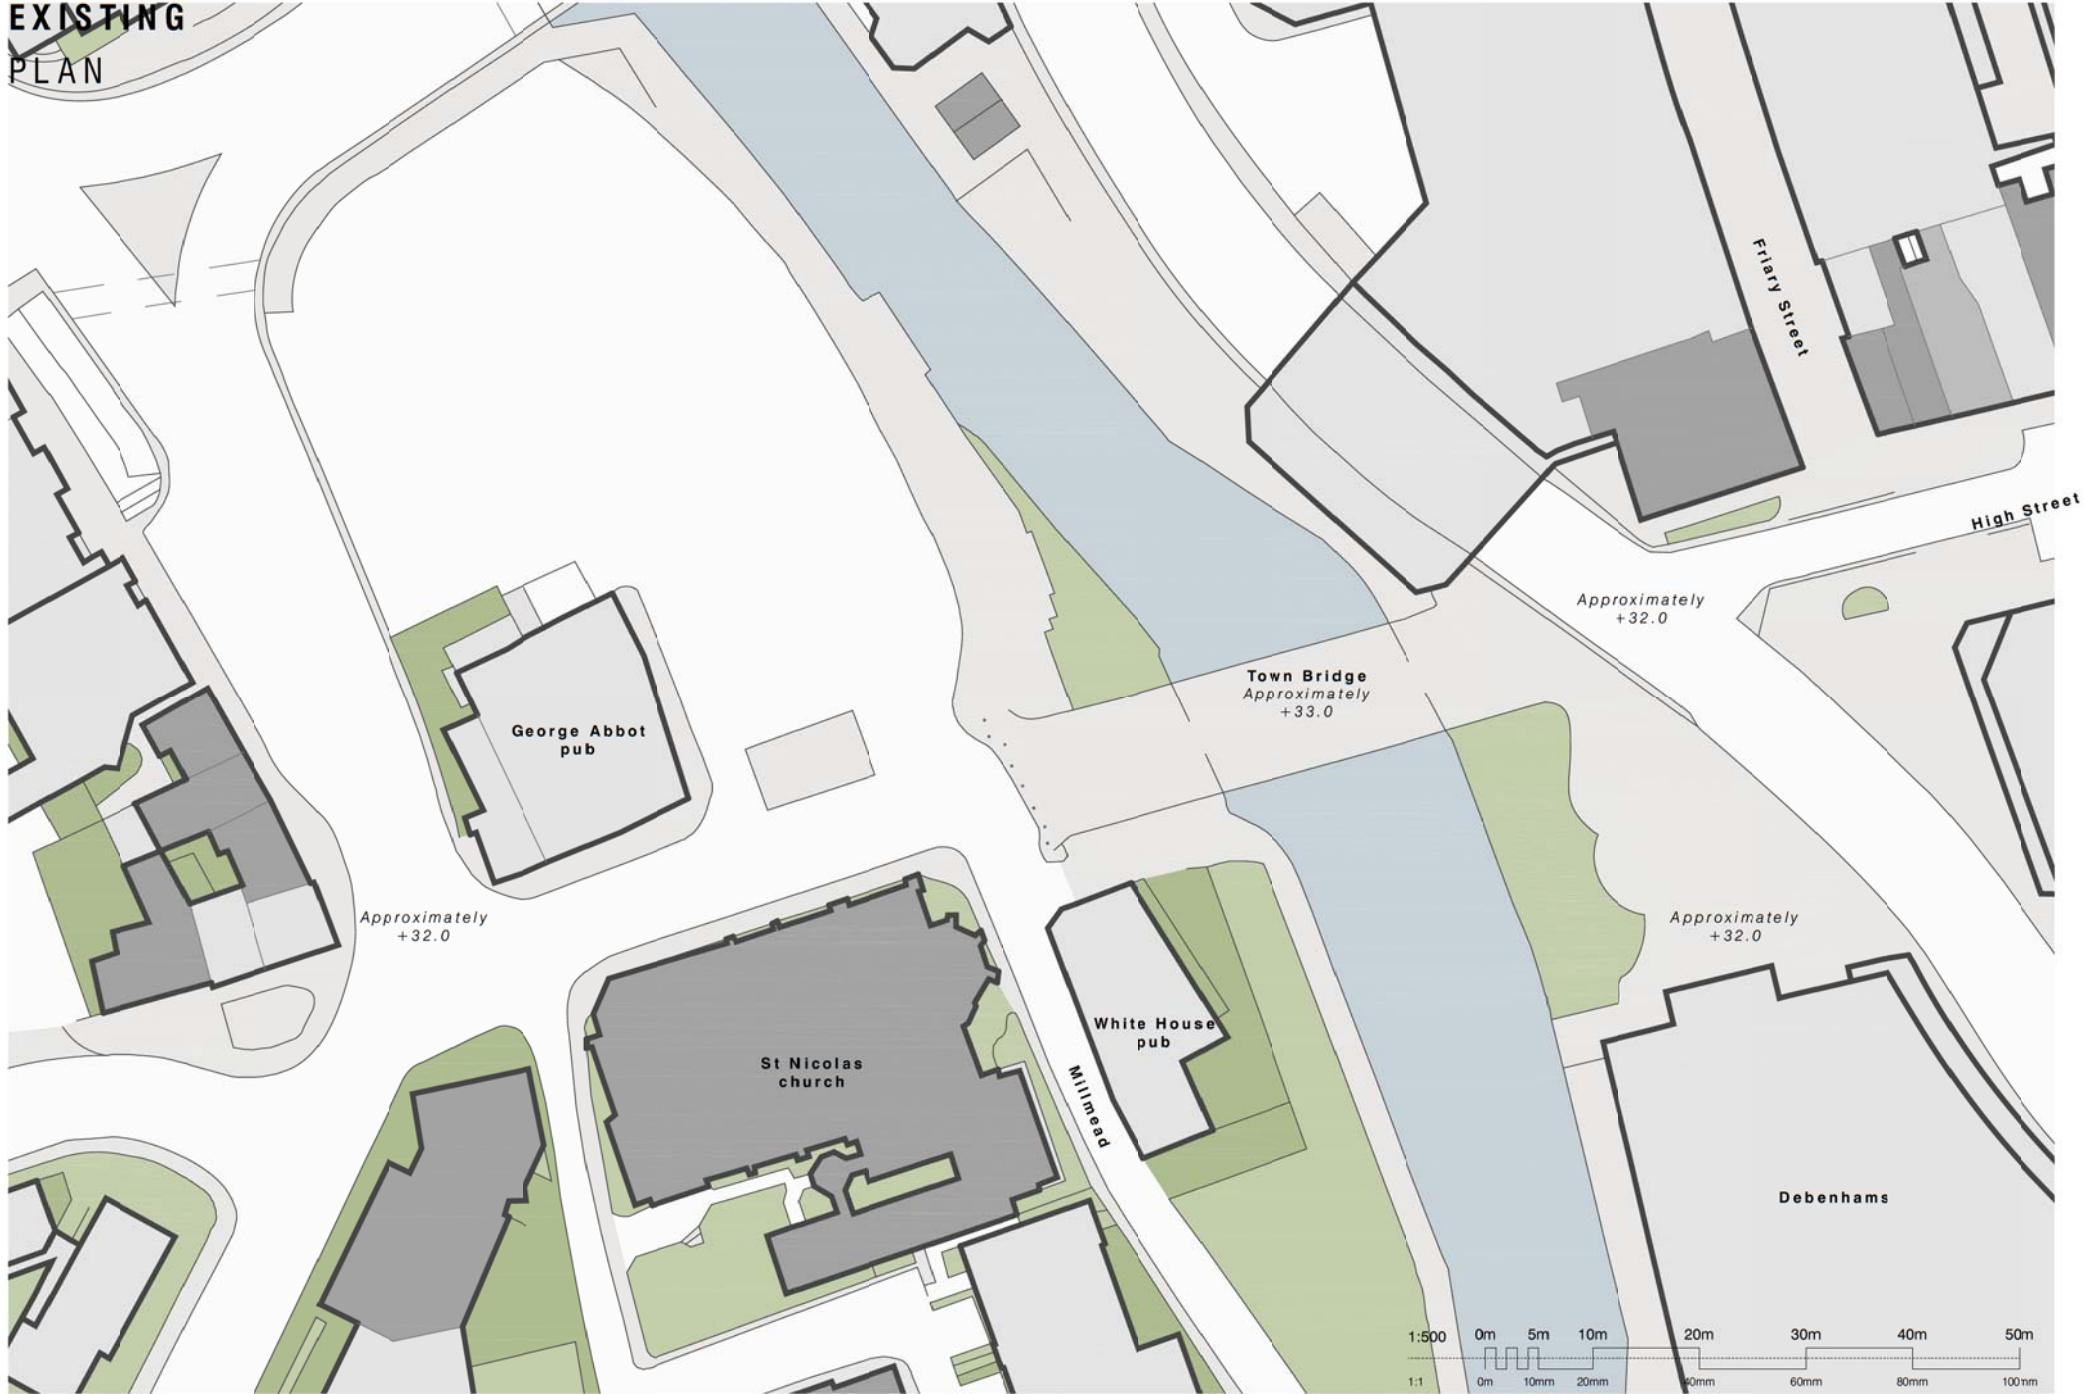 EXISTING
PLAN
Friary Street
High Street
Approximately
+32.0
Town Bridge
Approximately
+33.0
George Abbot
pub
Approximately
+32.0
Approximately
+32.0
White House
pub
St Nicolas
church
Millmead
Debenhams
1:500 0m 5m 10m 20m 30m 40m 50m
1:1 0m 10mm 20mm 40mm 60mm 80mm 100mm